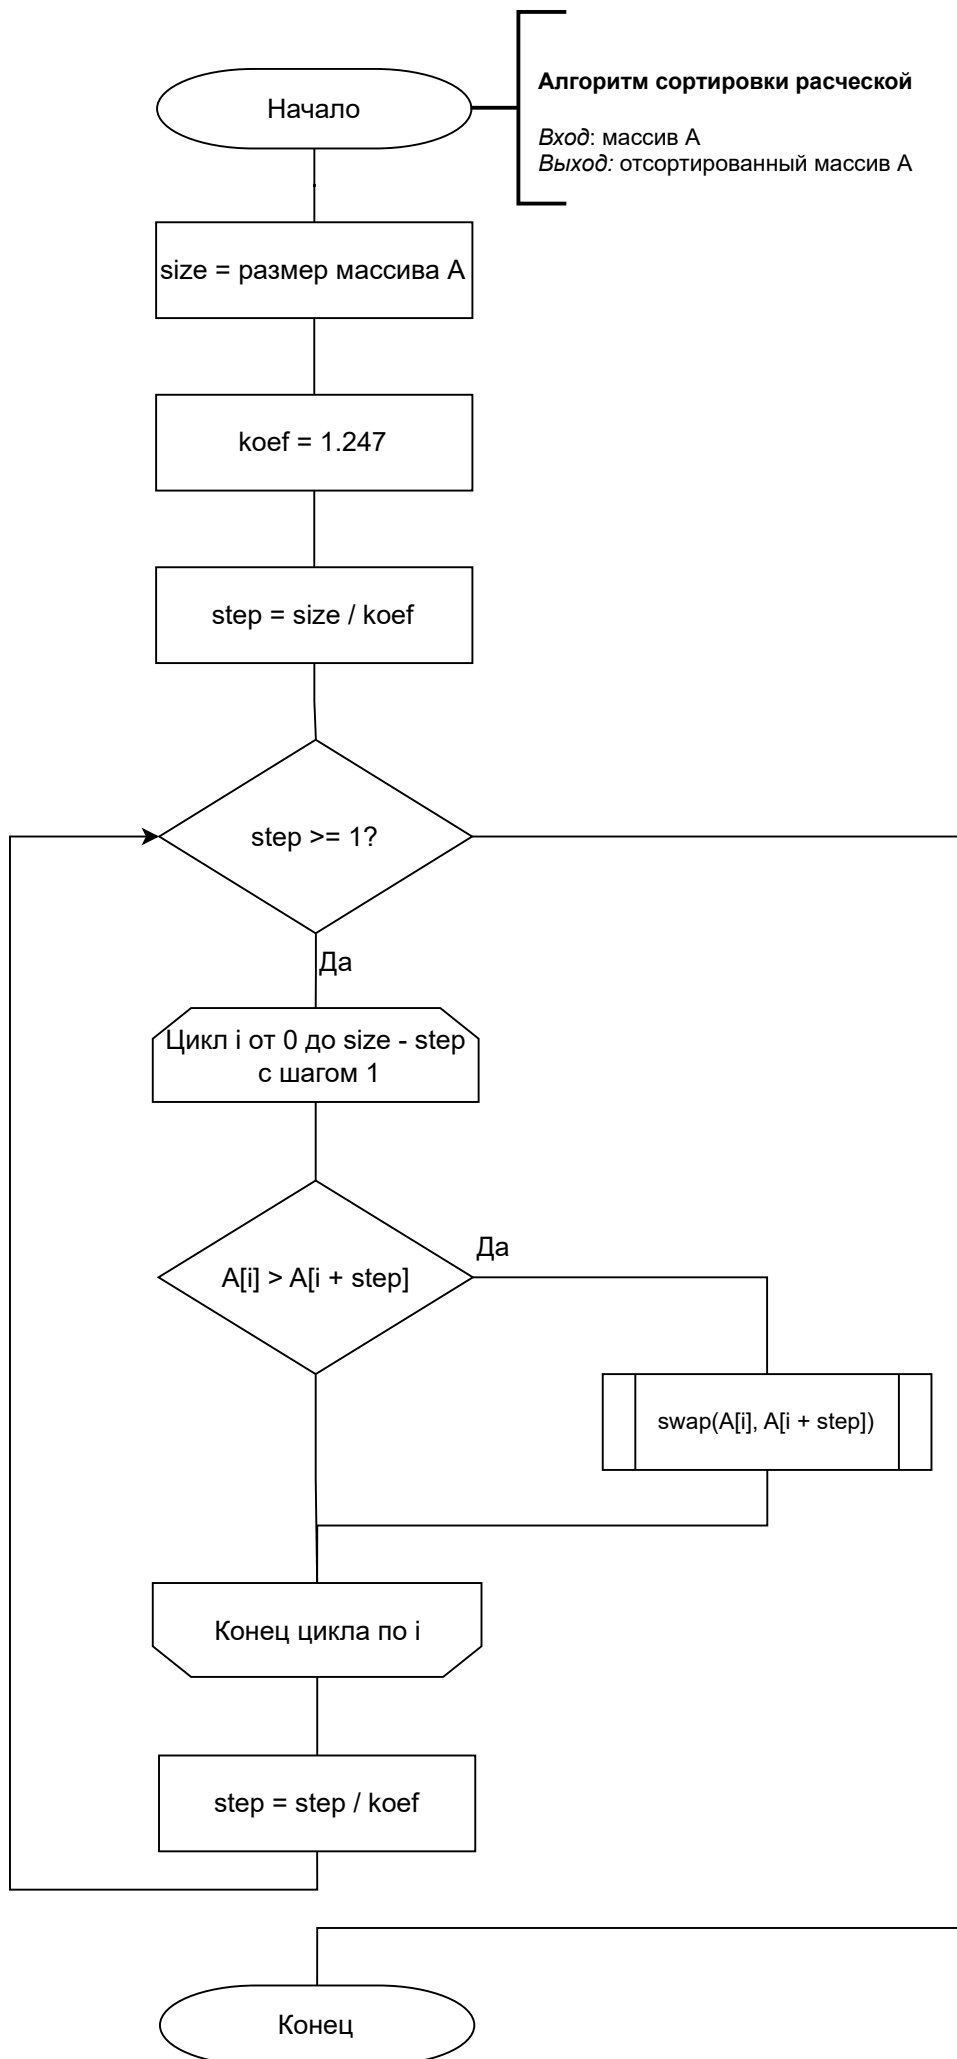 Начало
Алгоритм сортировки расческой
Вход: массив A
Выход: отсортированный массив A
size = размер массива A
koef = 1.247
step = size / koef
step >= 1?
Да
Цикл i от 0 до size - step
с шагом 1
A[i] > A[i + step]
Да
swap(A[i], A[i + step])
Конец цикла по i
step = step / koef
Конец